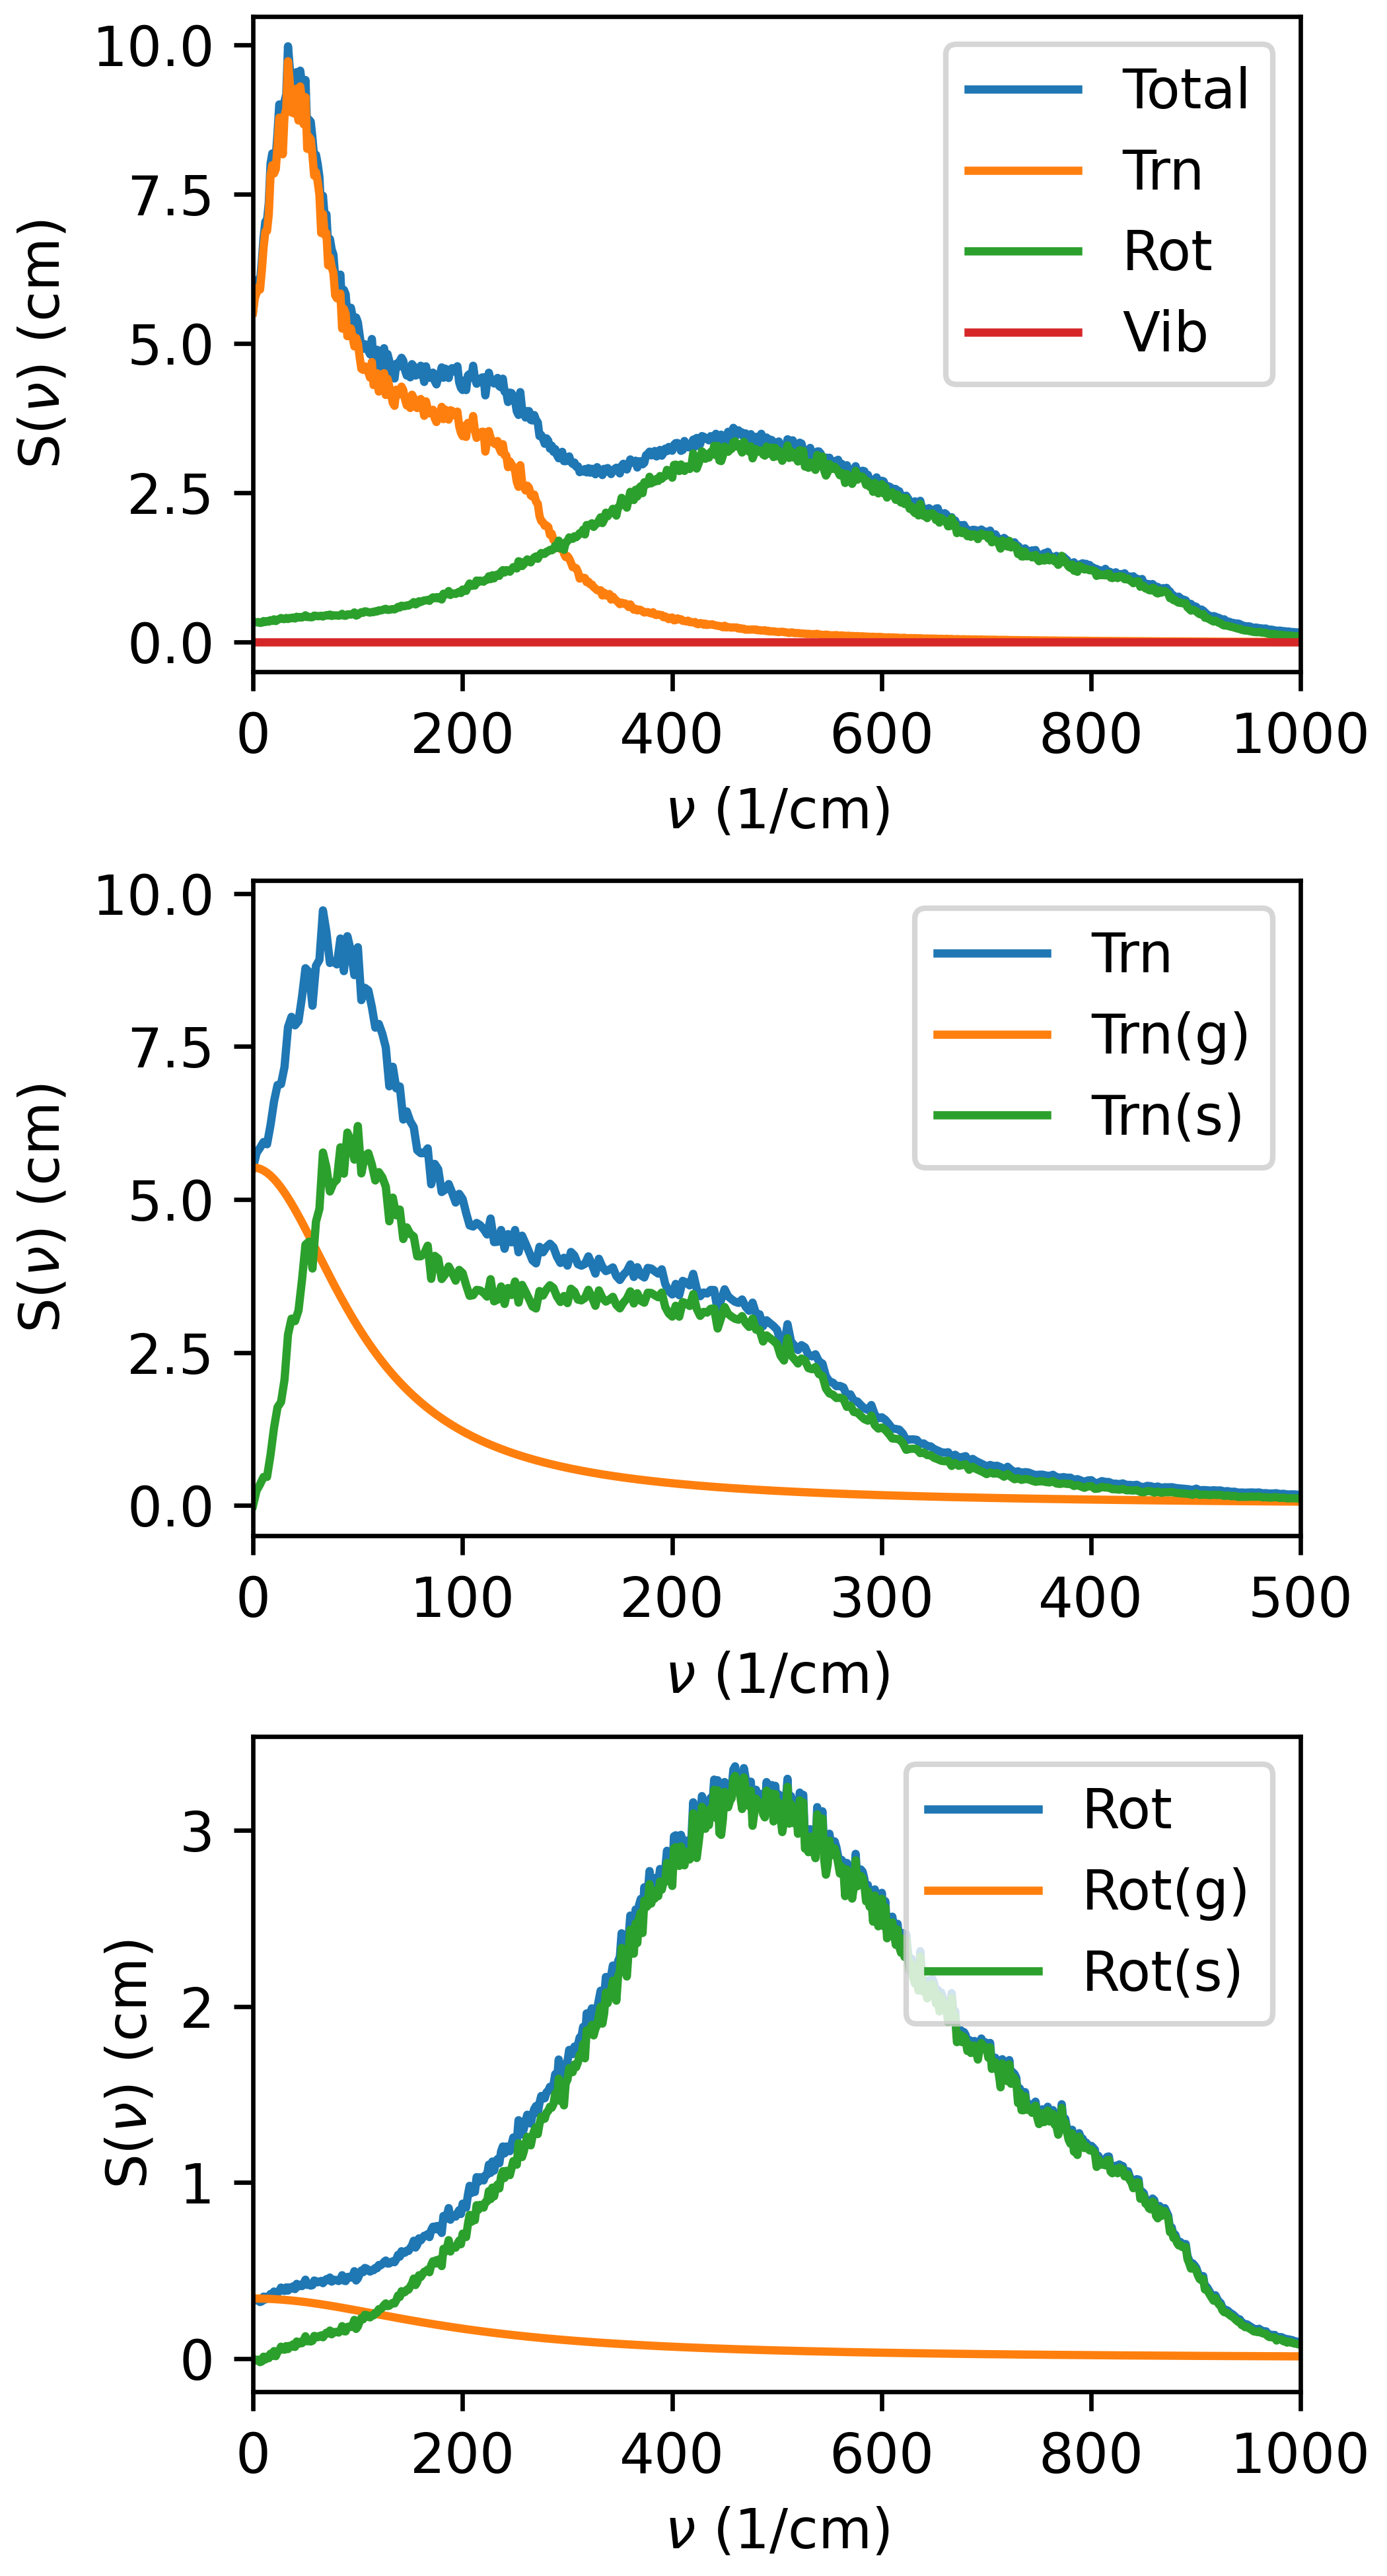 10.0
7.5
5.0
2.5
0.0
S(ν) (cm)
Total
Trn
Rot
Vib
0 200 400 600 800 1000
ν (1/cm)
10.0
7.5
5.0
2.5
0.0
S(ν) (cm)
Trn
Trn(g)
Trn(s)
0 100 200 300 400 500
ν (1/cm)
3
2
1
0
S(ν) (cm)
Rot
Rot(g)
Rot(s)
0 200 400 600 800 1000
ν (1/cm)